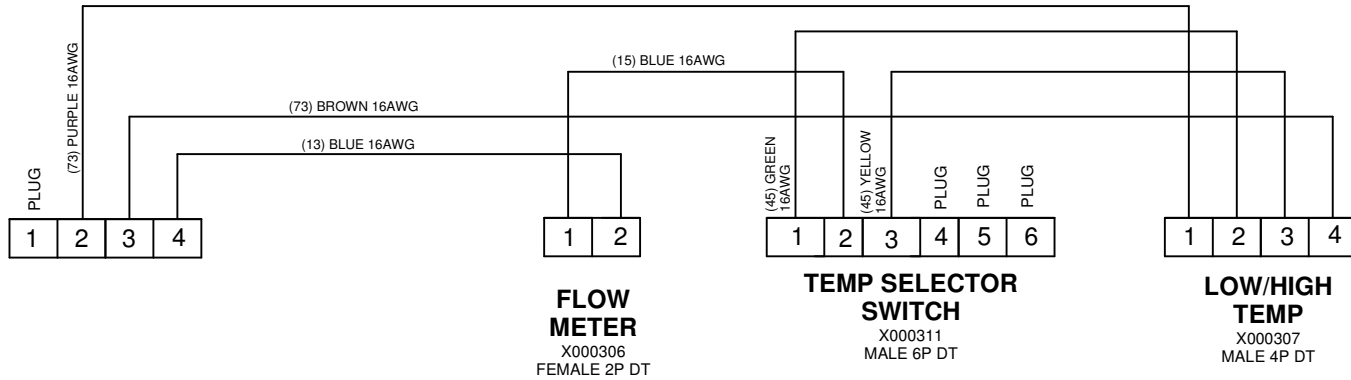 (15) BLUE 16AWG
(73) PURPLE 16AWG
(73) BROWN 16AWG
(13) BLUE 16AWG
PLUG
(45) GREEN
16AWG
(45) YELLOW
16AWG
PLUG
PLUG
PLUG
1 2 3 4
1 2
1 2 3 4 5 6
1 2 3 4
FLOW
METER
X000306
FEMALE 2P DT
TEMP SELECTOR
SWITCH
X000311
MALE 6P DT
LOW/HIGH
TEMP
X000307
MALE 4P DT